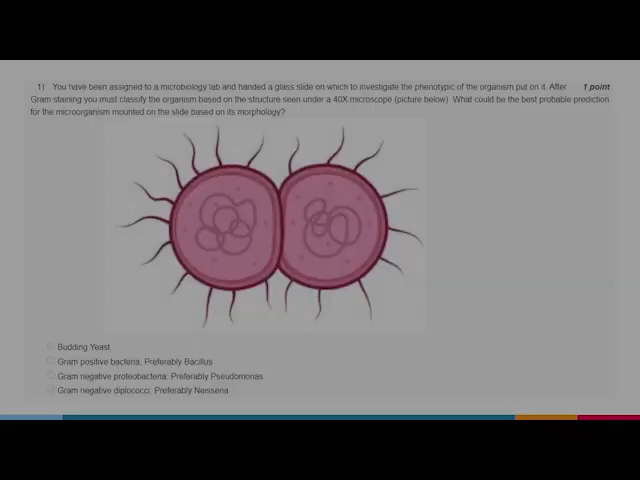 1) You have been assigned to a microbiology lab and handed a glass slide on which to investigate the phenotypic of the organism put on it. After 1 point
Gram staining you must classify the organism based on the structure seen under a 40X microscope (picture below). What could be the best probable prediction
for the microorganism mounted on the slide based on its morphology?
Budding Yeast
Gram positive bacteria; Preferably Bacillus
Gram negative proteobacteria; Preferably Pseudomonas
Gram negative diplococci; Preferably Neisseria